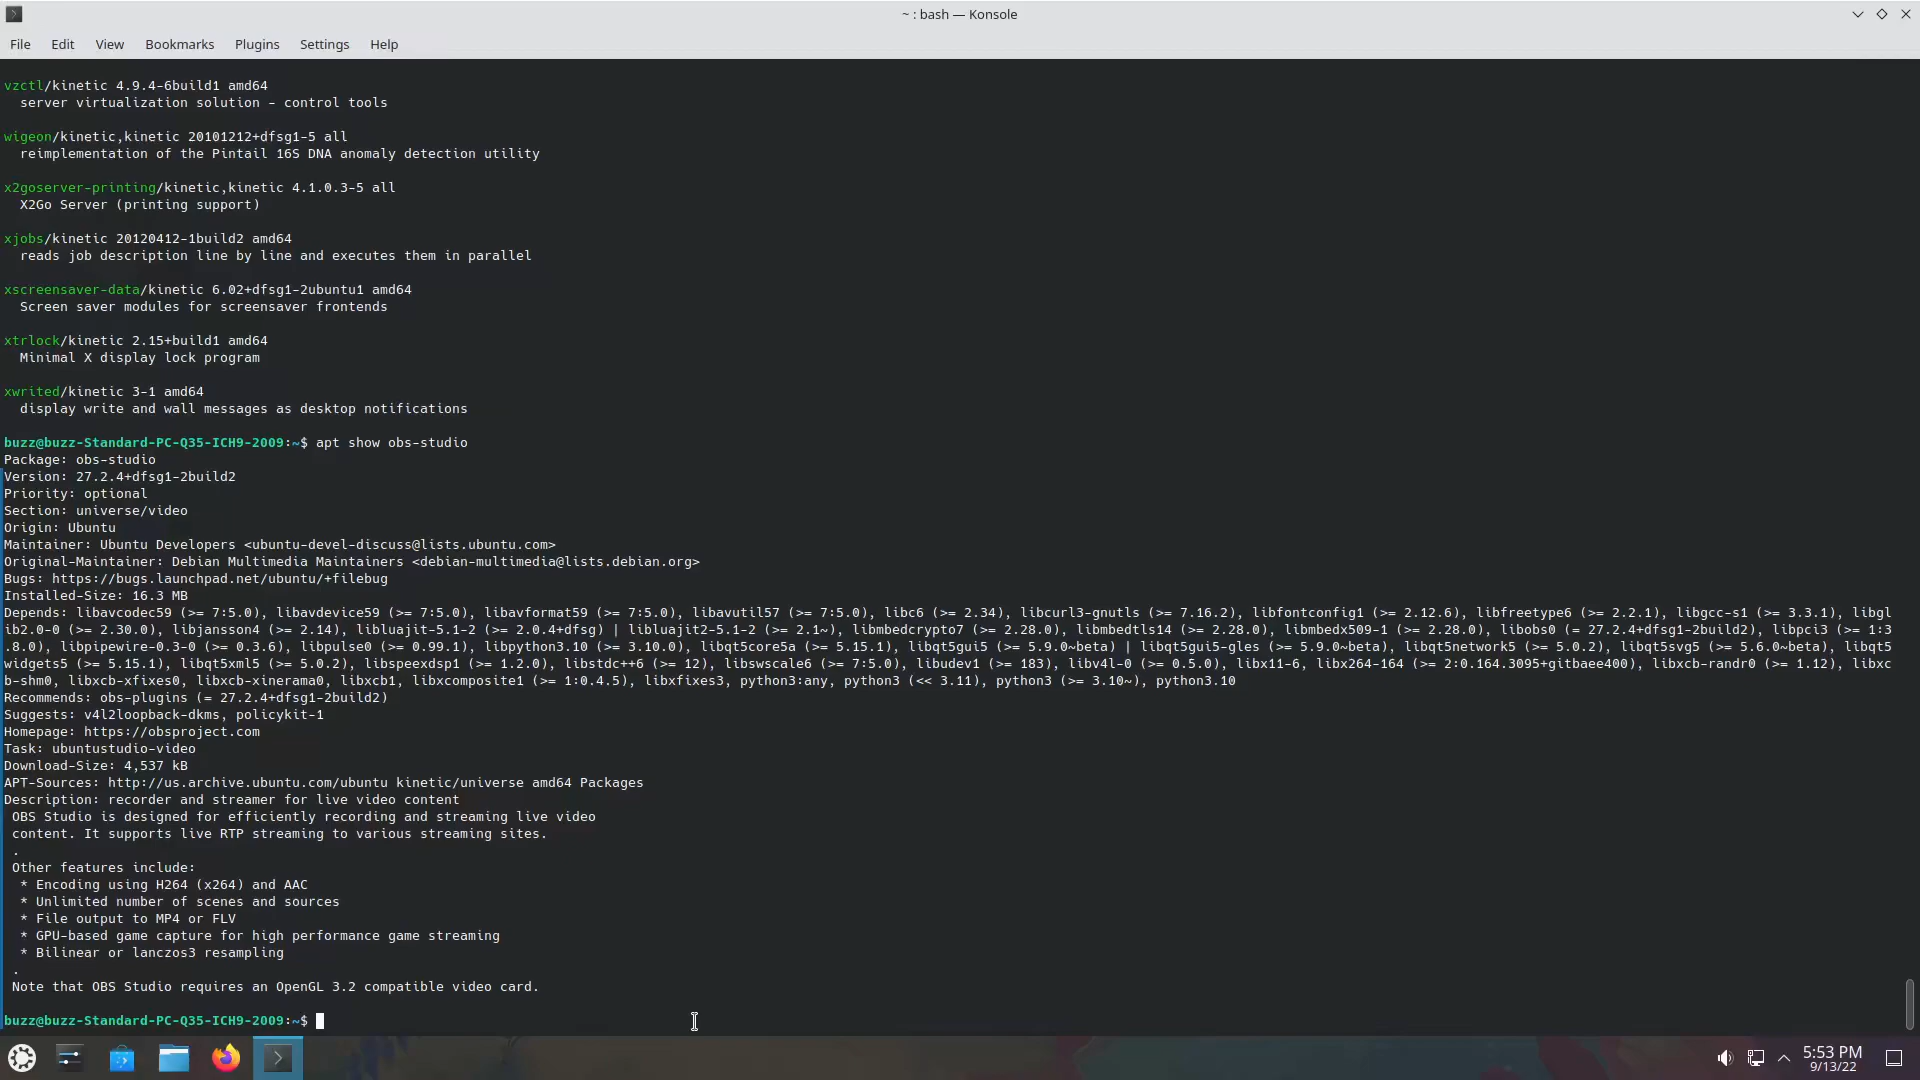 ~ : bash — Konsole
File Edit View Bookmarks Plugins Settings Help
vzctl/kinetic 4.9.4-6build1 amd64
server virtualization solution - control tools
wigeon/kinetic,kinetic 20101212+dfsg1-5 all
reimplementation of the Pintail 16S DNA anomaly detection utility
x2goserver-printing/kinetic,kinetic 4.1.0.3-5 all
X2Go Server (printing support)
xjobs/kinetic 20120412-1build2 amd64
reads job description line by line and executes them in parallel
xscreensaver-data/kinetic 6.02+dfsg1-2ubuntu1 amd64
Screen saver modules for screensaver frontends
xtrlock/kinetic 2.15+build1 amd64
Minimal X display lock program
xwrited/kinetic 3-1 amd64
display write and wall messages as desktop notifications
buzz@buzz-Standard-PC-Q35-ICH9-2009:~$ apt show obs-studio
Package: obs-studio
Version: 27.2.4+dfsg1-2build2
Priority: optional
Section: universe/video
Origin: Ubuntu
Maintainer: Ubuntu Developers <ubuntu-devel-discuss@lists.ubuntu.com>
Original-Maintainer: Debian Multimedia Maintainers <debian-multimedia@lists.debian.org>
Bugs: https://bugs.launchpad.net/ubuntu/+filebug
Installed-Size: 16.3 MB
Depends: libavcodec59 (>= 7:5.0), libavdevice59 (>= 7:5.0), libavformat59 (>= 7:5.0), libavutil57 (>= 7:5.0), libc6 (>= 2.34), libcurl3-gnutls (>= 7.16.2), libfontconfig1 (>= 2.12.6), libfreetype6 (>= 2.2.1), libgcc-s1 (>= 3.3.1), libgl
ib2.0-0 (>= 2.30.0), libjansson4 (>= 2.14), libluajit-5.1-2 (>= 2.0.4+dfsg) | libluajit2-5.1-2 (>= 2.1~), libmbedcrypto7 (>= 2.28.0), libmbedtls14 (>= 2.28.0), libmbedx509-1 (>= 2.28.0), libobs0 (= 27.2.4+dfsg1-2build2), libpci3 (>= 1:3
.8.0), libpipewire-0.3-0 (>= 0.3.6), libpulse0 (>= 0.99.1), libpython3.10 (>= 3.10.0), libqt5core5a (>= 5.15.1), libqt5gui5 (>= 5.9.0~beta) | libqt5gui5-gles (>= 5.9.0~beta), libqt5network5 (>= 5.0.2), libqt5svg5 (>= 5.6.0~beta), libqt5
widgets5 (>= 5.15.1), libqt5xml5 (>= 5.0.2), libspeexdsp1 (>= 1.2.0), libstdc++6 (>= 12), libswscale6 (>= 7:5.0), libudev1 (>= 183), libv4l-0 (>= 0.5.0), libx11-6, libx264-164 (>= 2:0.164.3095+gitbaee400), libxcb-randr0 (>= 1.12), libxc
b-shm0, libxcb-xfixes0, libxcb-xinerama0, libxcb1, libxcomposite1 (>= 1:0.4.5), libxfixes3, python3:any, python3 (<< 3.11), python3 (>= 3.10~), python3.10
Recommends: obs-plugins (= 27.2.4+dfsg1-2build2)
Suggests: v4l2loopback-dkms, policykit-1
Homepage: https://obsproject.com
Task: ubuntustudio-video
Download-Size: 4,537 kB
APT-Sources: http://us.archive.ubuntu.com/ubuntu kinetic/universe amd64 Packages
Description: recorder and streamer for live video content
OBS Studio is designed for efficiently recording and streaming live video
content. It supports live RTP streaming to various streaming sites.
.
Other features include:
* Encoding using H264 (x264) and AAC
* Unlimited number of scenes and sources
* File output to MP4 or FLV
* GPU-based game capture for high performance game streaming
* Bilinear or lanczos3 resampling
.
Note that OBS Studio requires an OpenGL 3.2 compatible video card.
buzz@buzz-Standard-PC-Q35-ICH9-2009:~$
5:53 PM
9/13/22